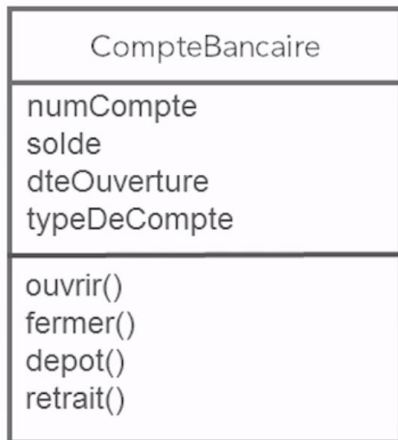 CompteBancaire
numCompte
solde
dteOuverture
typeDeCompte
ouvrir()
fermer()
depot()
retrait()